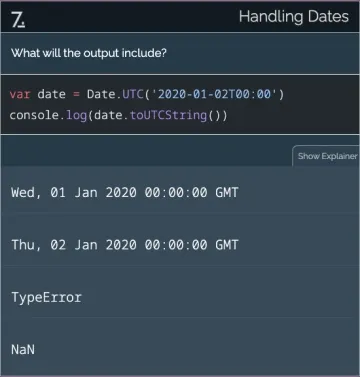 7.
Handling Dates
What will the output include?
var date = Date.UTC('2020-01-02T00:00')
console.log(date.toUTCString())
Show Explainer
Wed, 01 Jan 2020 00:00:00 GMT
Thu, 02 Jan 2020 00:00:00 GMT
TypeError
NaN